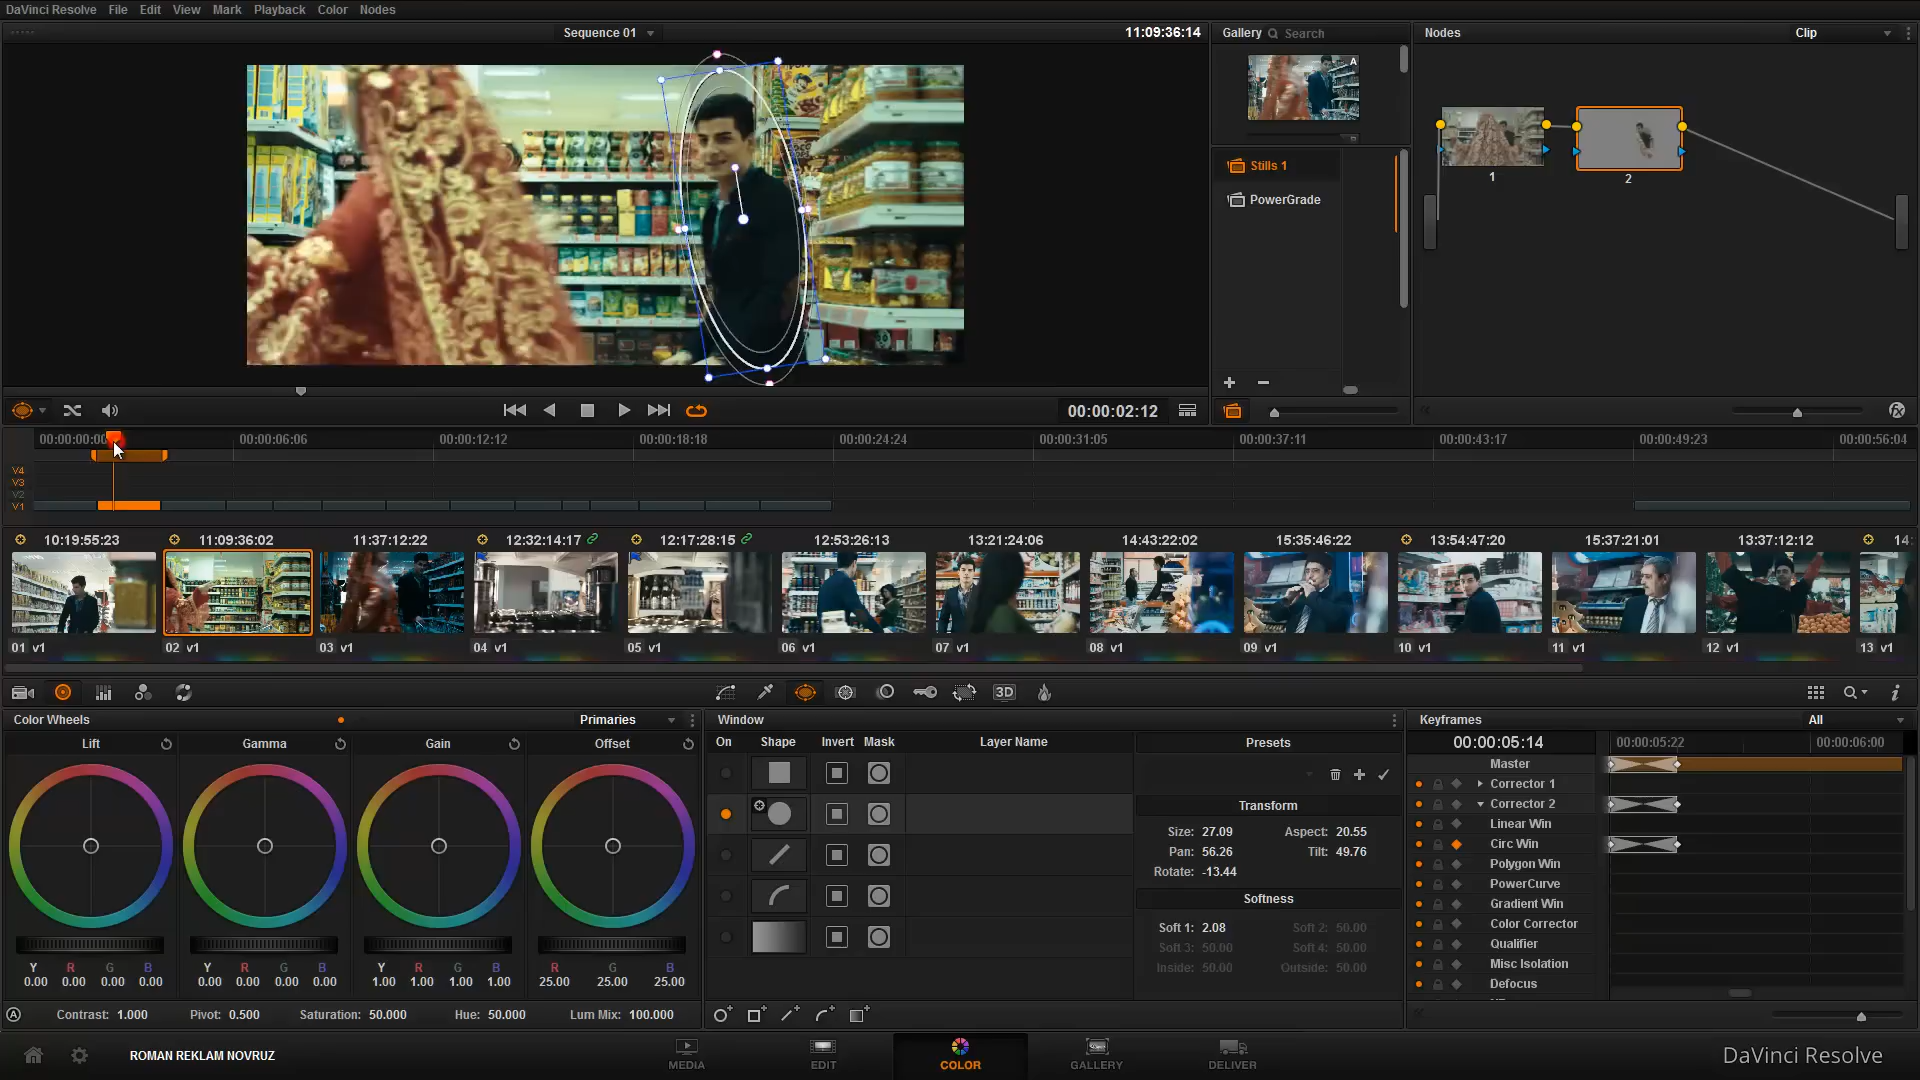 DaVinci Resolve File Edit View Mark Playback Color Nodes
Sequence 01 11:09:36:14
Gallery Search
Nodes Clip
A
Stills 1
PowerGrade
1 2
00:00:02:12
00:00:00:00 00:00:06:06 00:00:12:12 00:00:18:18 00:00:24:24 00:00:31:05 00:00:37:11 00:00:43:17 00:00:49:23 00:00:56:04
V4
V3
V2
V1
10:19:55:23 11:09:36:02 11:37:12:22 12:32:14:17 12:17:28:15 12:53:26:13 13:21:24:06 14:43:22:02 15:35:46:22 13:54:47:20 15:37:21:01 13:37:12:12 14:
01 v1 02 v1 03 v1 04 v1 05 v1 06 v1 07 v1 08 v1 09 v1 10 v1 11 v1 12 v1 13 v1
3D
Color Wheels Primaries
Lift Gamma Gain Offset
Y R G B Y R G B Y R G B R G B
0.00 0.00 0.00 0.00 0.00 0.00 0.00 0.00 1.00 1.00 1.00 1.00 25.00 25.00 25.00
A Contrast: 1.000 Pivot: 0.500 Saturation: 50.000 Hue: 50.000 Lum Mix: 100.000
Window
On Shape Invert Mask Layer Name
Presets
Transform
Size: 27.09 Aspect: 20.55
Pan: 56.26 Tilt: 49.76
Rotate: -13.44
Softness
Soft 1: 2.08 Soft 2: 50.00
Soft 3: 50.00 Soft 4: 50.00
Inside: 50.00 Outside: 50.00
Keyframes All
00:00:05:14 00:00:05:22 00:00:06:00
Master
Corrector 1
Corrector 2
Linear Win
Circ Win
Polygon Win
PowerCurve
Gradient Win
Color Corrector
Qualifier
Misc Isolation
Defocus
ROMAN REKLAM NOVRUZ
MEDIA EDIT COLOR GALLERY DELIVER
DaVinci Resolve